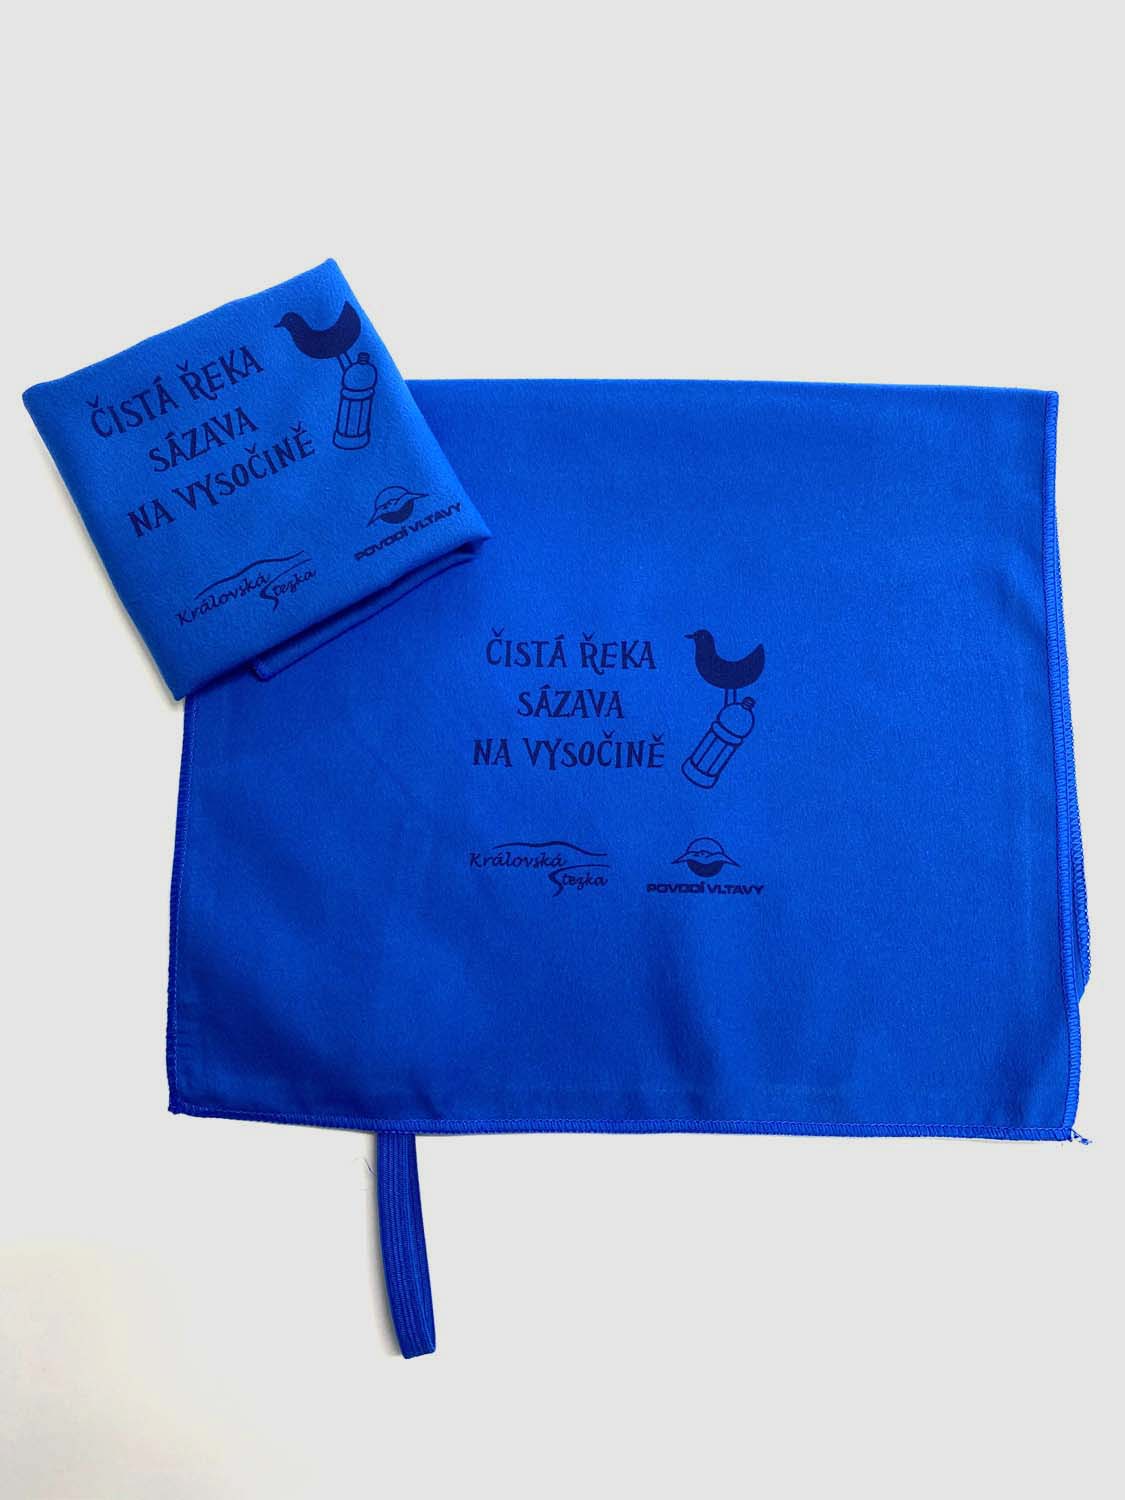 ČISTÁ ŘEKA
SÁZAVA
NA VYSOČINĚ
Královská
Stezka
POVODÍ VLTAVY
ČISTÁ ŘEKA
SÁZAVA
NA VYSOČINĚ
Královská
Stezka
POVODÍ VLTAVY